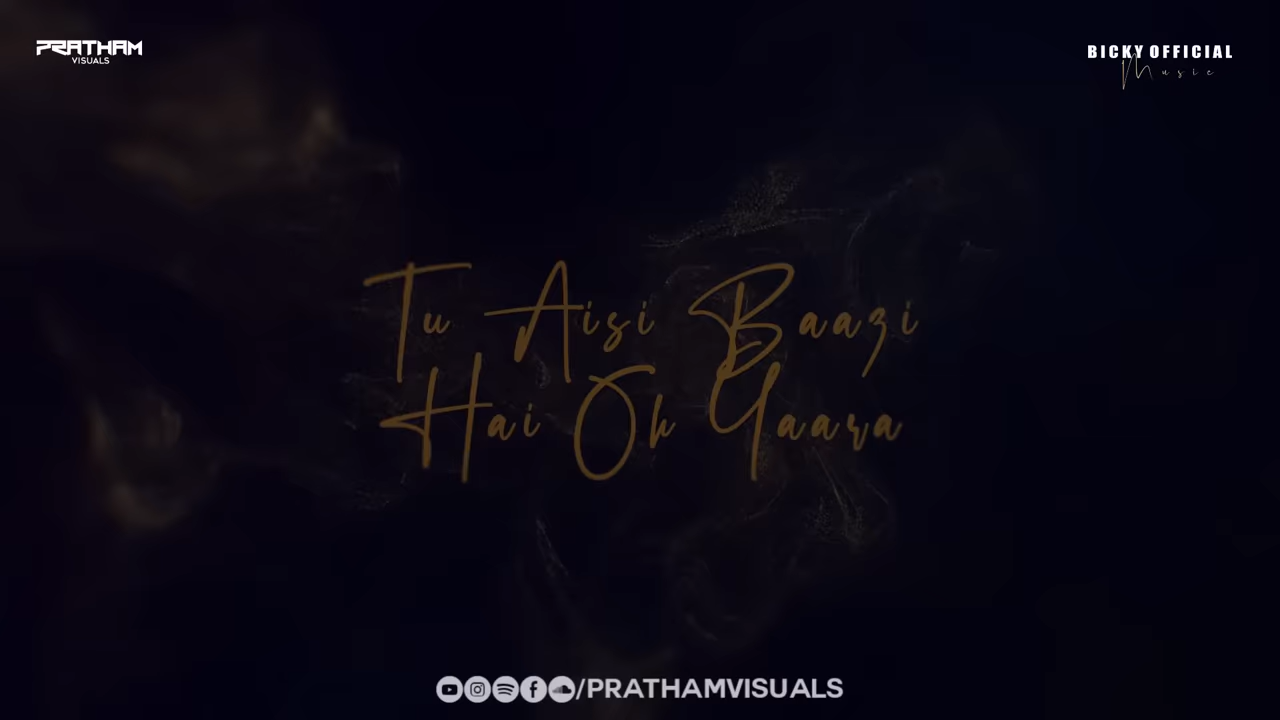 PRATHAM
VISUALS
BICKY OFFICIAL
Music
Tu Aisi Baazi
Hai Oh Yaara
/PRATHAMVISUALS